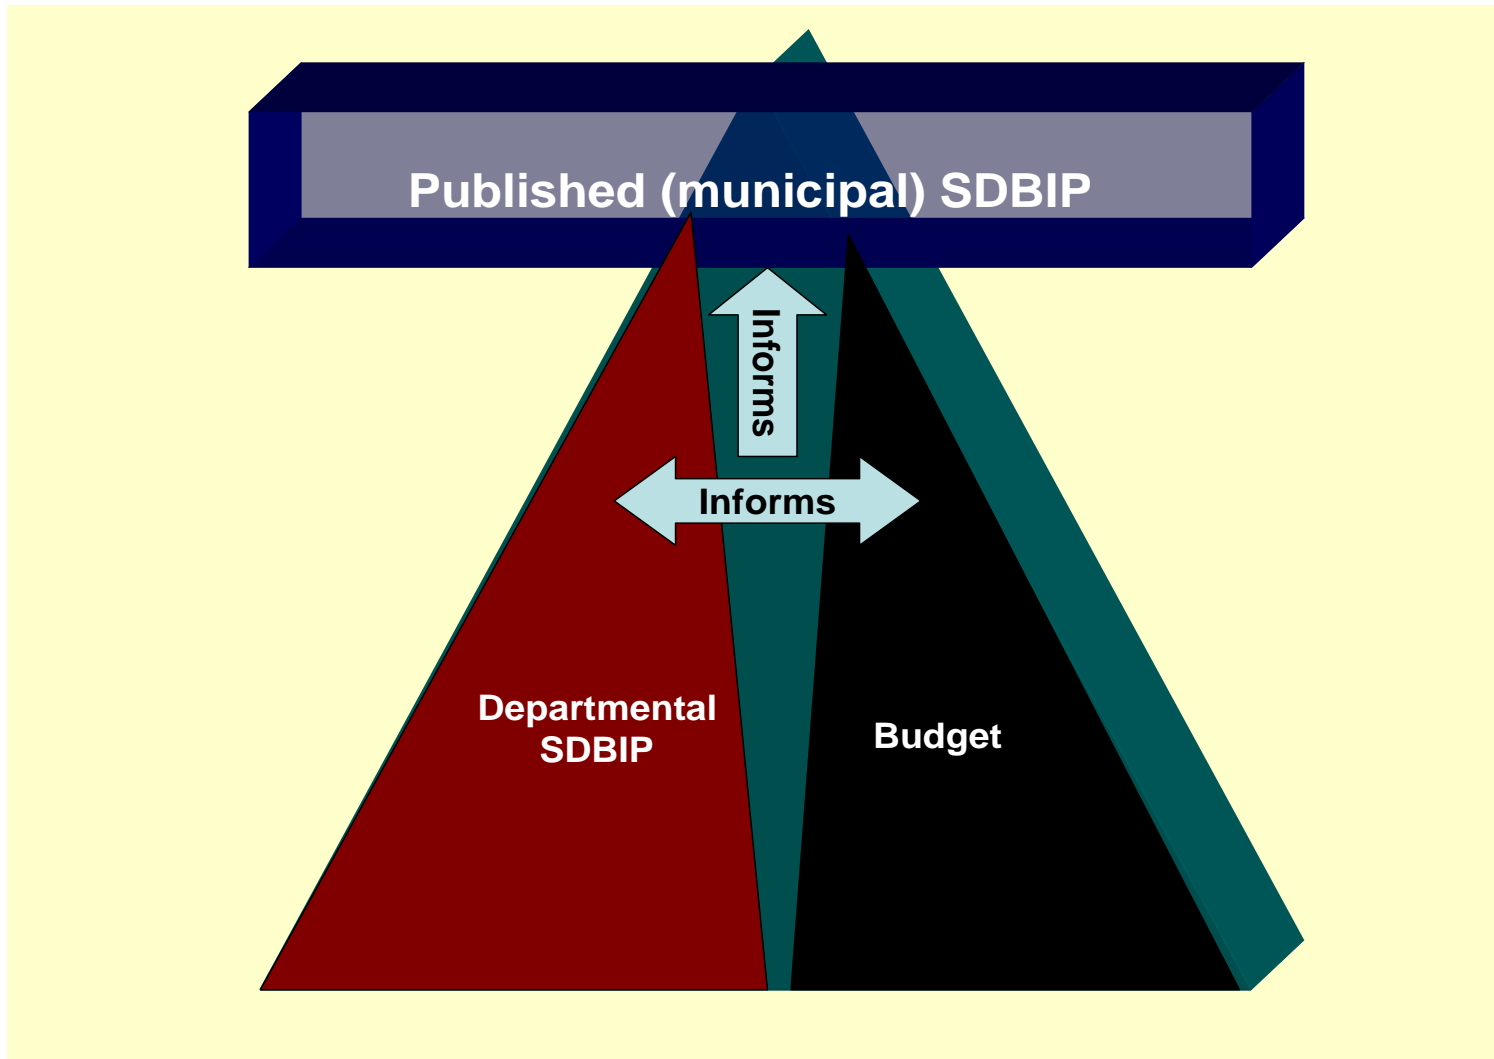 Published (municipal) SDBIP
Informs
Informs
Departmental
SDBIP
Budget